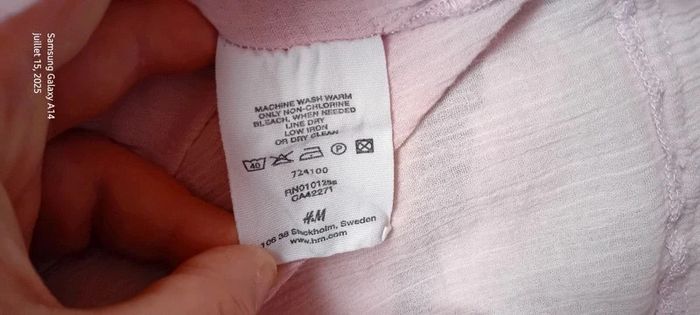 Samsung Galaxy A14
juillet 15, 2025
MACHINE WASH WARM
ONLY NON-CHLORINE
BLEACH, WHEN NEEDED
LINE DRY
LOW IRON
OR DRY CLEAN
40 P
724100
CA42271
H&M
106 38 Stockholm, Sweden
www.hm.com